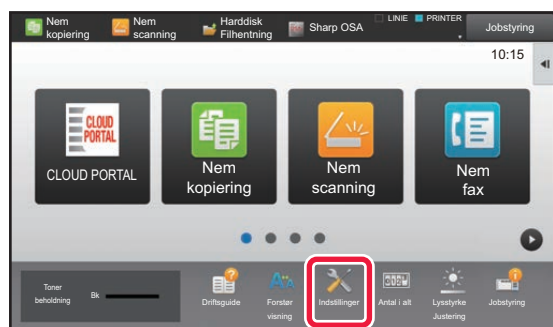 Nem
kopiering
Nem
scanning
Harddisk
Filhentning
Sharp OSA
LINIE
PRINTER
Jobstyring
10:15
CLOUD
PORTAL
CLOUD PORTAL
Nem
kopiering
Nem
scanning
Nem
fax
Toner
beholdning
Bk
Driftsguide
Forstør
visning
Indstillinger
Antal i alt
Lysstyrke
Justering
Jobstyring